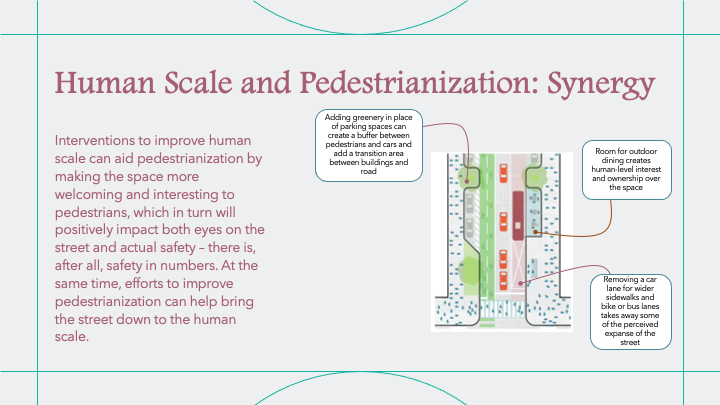 Human Scale and Pedestrianization: Synergy
Interventions to improve human
scale can aid pedestrianization by
making the space more
welcoming and interesting to
pedestrians, which in turn will
positively impact both eyes on the
street and actual safety – there is,
after all, safety in numbers. At the
same time, efforts to improve
pedestrianization can help bring
the street down to the human
scale.
Adding greenery in place
of parking spaces can
create a buffer between
pedestrians and cars and
add a transition area
between buildings and
road
Room for outdoor
dining creates
human-level interest
and ownership over
the space
Removing a car
lane for wider
sidewalks and
bike or bus lanes
takes away some
of the perceived
expanse of the
street